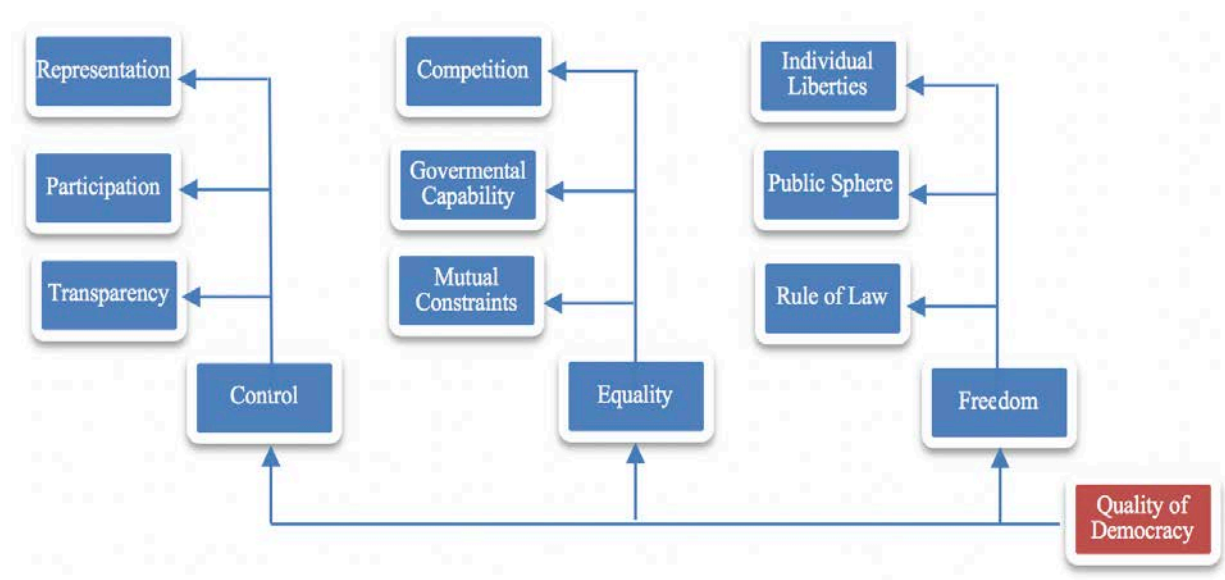 Representation
Competition
Individual
Liberties
Participation
Govermental
Capability
Public Sphere
Transparency
Mutual
Constraints
Rule of Law
Control
Equality
Freedom
Quality of
Democracy